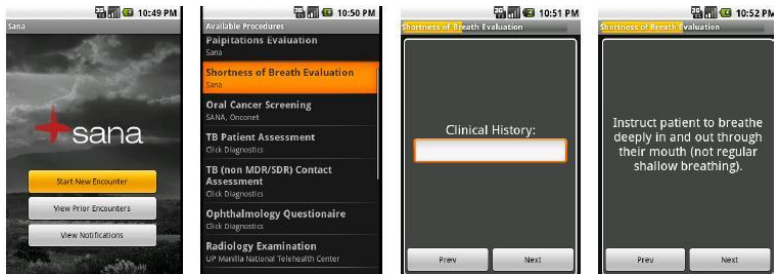 10:49 PM
Sana
sana
Start New Encounter
View Prior Encounters
View Notifications
10:50 PM
Available Procedures
Palpitations Evaluation
Sana
Shortness of Breath Evaluation
Sana
Oral Cancer Screening
SANA, Onconet
TB Patient Assessment
Click Diagnostics
TB (non MDR/SDR) Contact
Assessment
Click Diagnostics
Ophthalmology Questionaire
Click Diagnostics
Radiology Examination
UP Manilla National Telehealth Center
10:51 PM
Shortness of Breath Evaluation
Clinical History:
Prev
Next
10:52 PM
Shortness of Breath Evaluation
Instruct patient to breathe
deeply in and out through
their mouth (not regular
shallow breathing).
Prev
Next